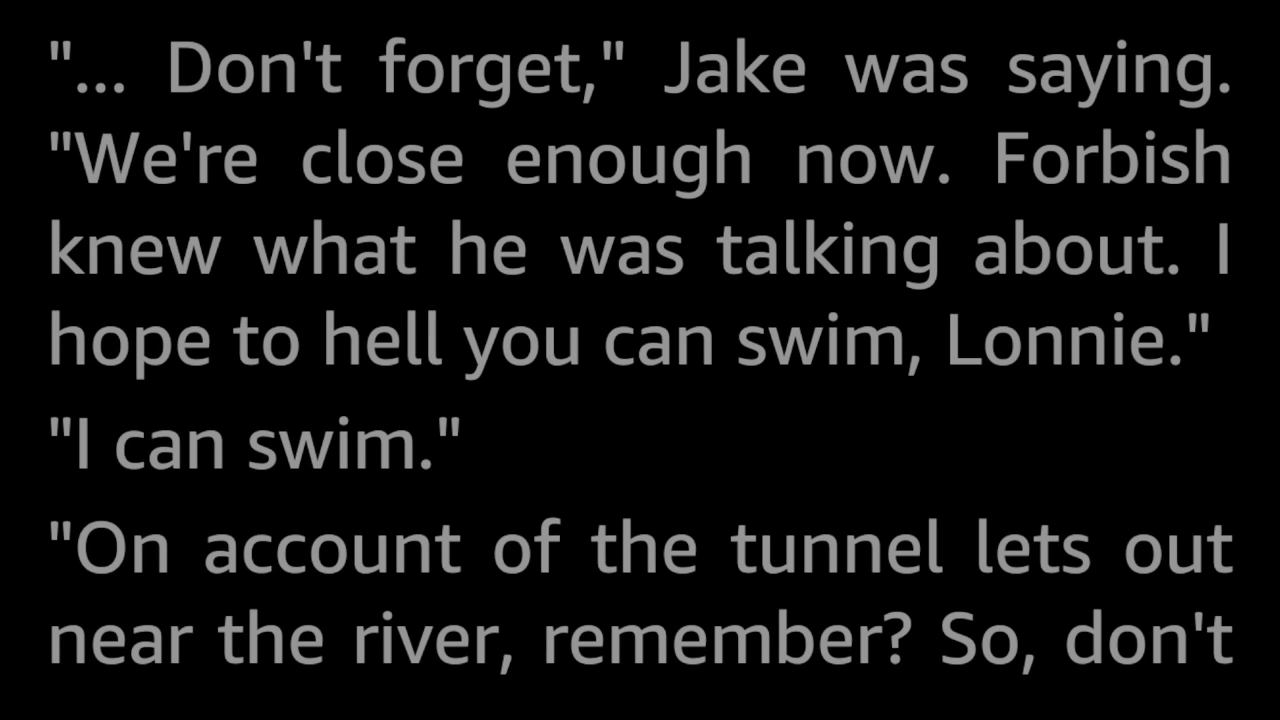 "... Don't forget," Jake was saying.
"We're close enough now. Forbish
knew what he was talking about. I
hope to hell you can swim, Lonnie."
"I can swim."
"On account of the tunnel lets out
near the river, remember? So, don't